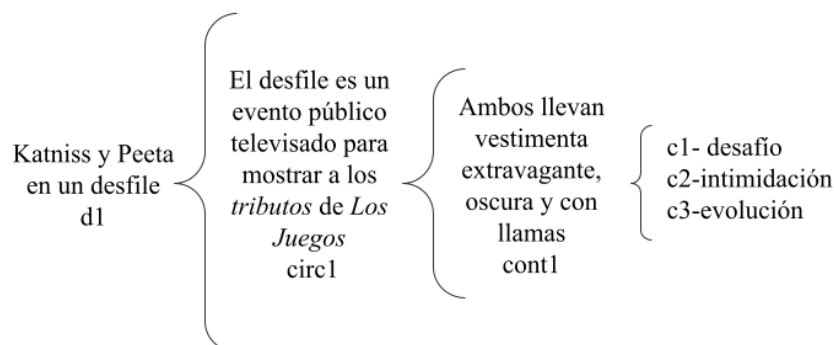 Katniss y Peeta
en un desfile
d1
El desfile es un
evento público
televisado para
mostrar a los
tributos de Los
Juegos
circ1
Ambos llevan
vestimenta
extravagante,
oscura y con
llamas
cont1
c1- desafío
c2-intimidación
c3-evolución